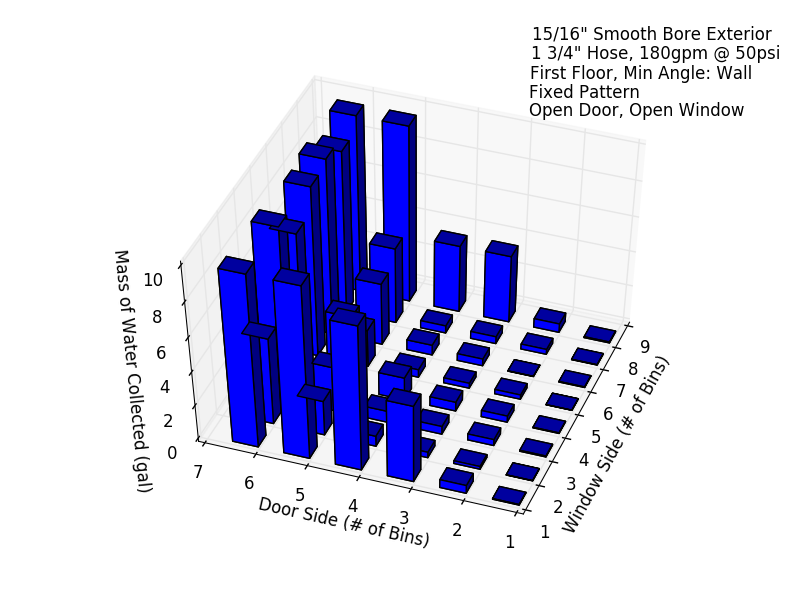 15/16" Smooth Bore Exterior
1 3/4" Hose, 180gpm @ 50psi
First Floor, Min Angle: Wall
Fixed Pattern
Open Door, Open Window
Mass of Water Collected (gal)
10
8
6
4
2
0
7
6
5
4
3
2
1
Door Side (# of Bins)
9
8
7
6
5
4
3
2
1
Window Side (# of Bins)